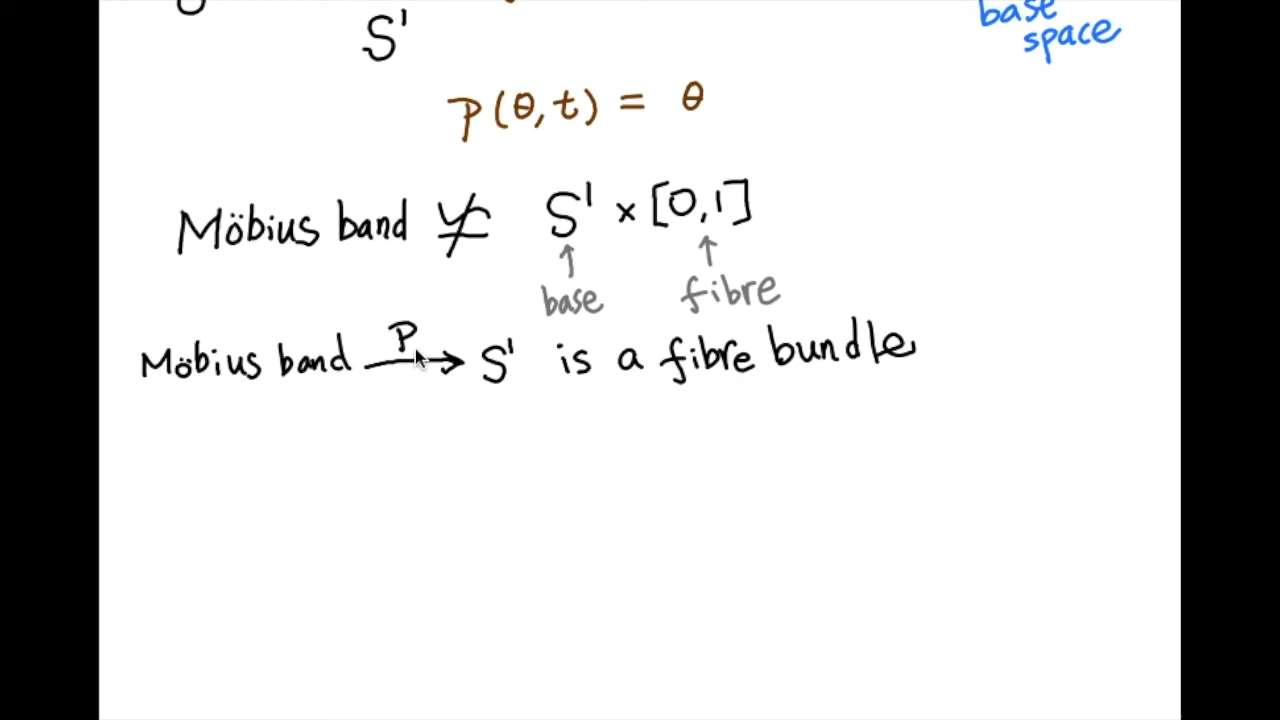 base
space
S¹
P(θ,t) = θ
Möbius band ≄ S¹ × [0,1]
↑ ↑
base fibre
P
Möbius band → S¹ is a fibre bundle